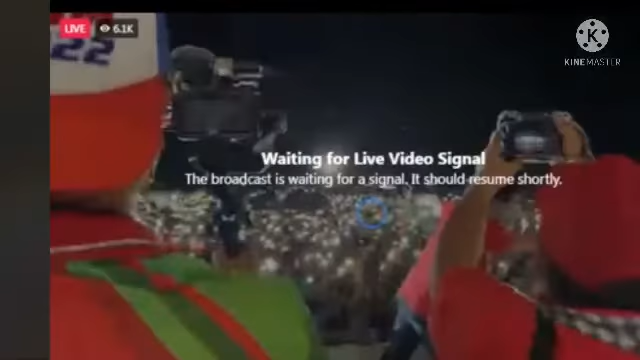 LIVE 6.1K
22
K
KINEMASTER
Waiting for Live Video Signal
The broadcast is waiting for a signal. It should resume shortly.